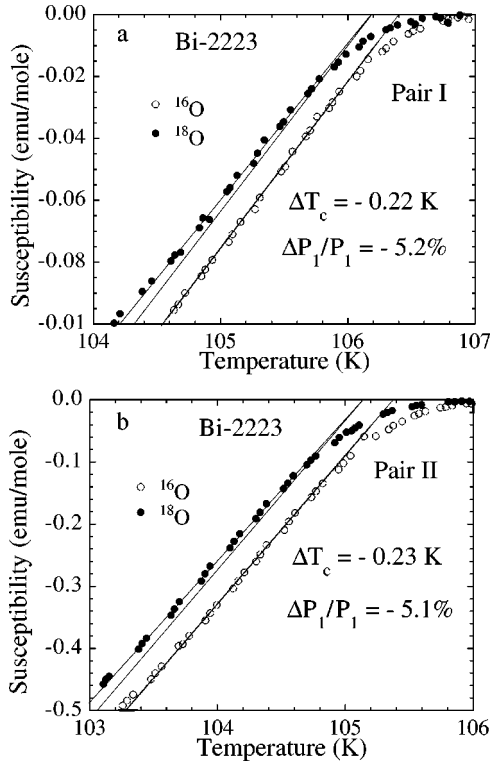 a
Bi-2223
Pair I
○ ¹⁶O
● ¹⁸O
ΔT_c = - 0.22 K
ΔP₁/P₁ = - 5.2%
Susceptibility (emu/mole)
0.00
-0.02
-0.04
-0.06
-0.08
-0.01
104 105 106 107
Temperature (K)
b
Bi-2223
Pair II
○ ¹⁶O
● ¹⁸O
ΔT_c = - 0.23 K
ΔP₁/P₁ = - 5.1%
Susceptibility (emu/mole)
0.0
-0.1
-0.2
-0.3
-0.4
-0.5
103 104 105 106
Temperature (K)